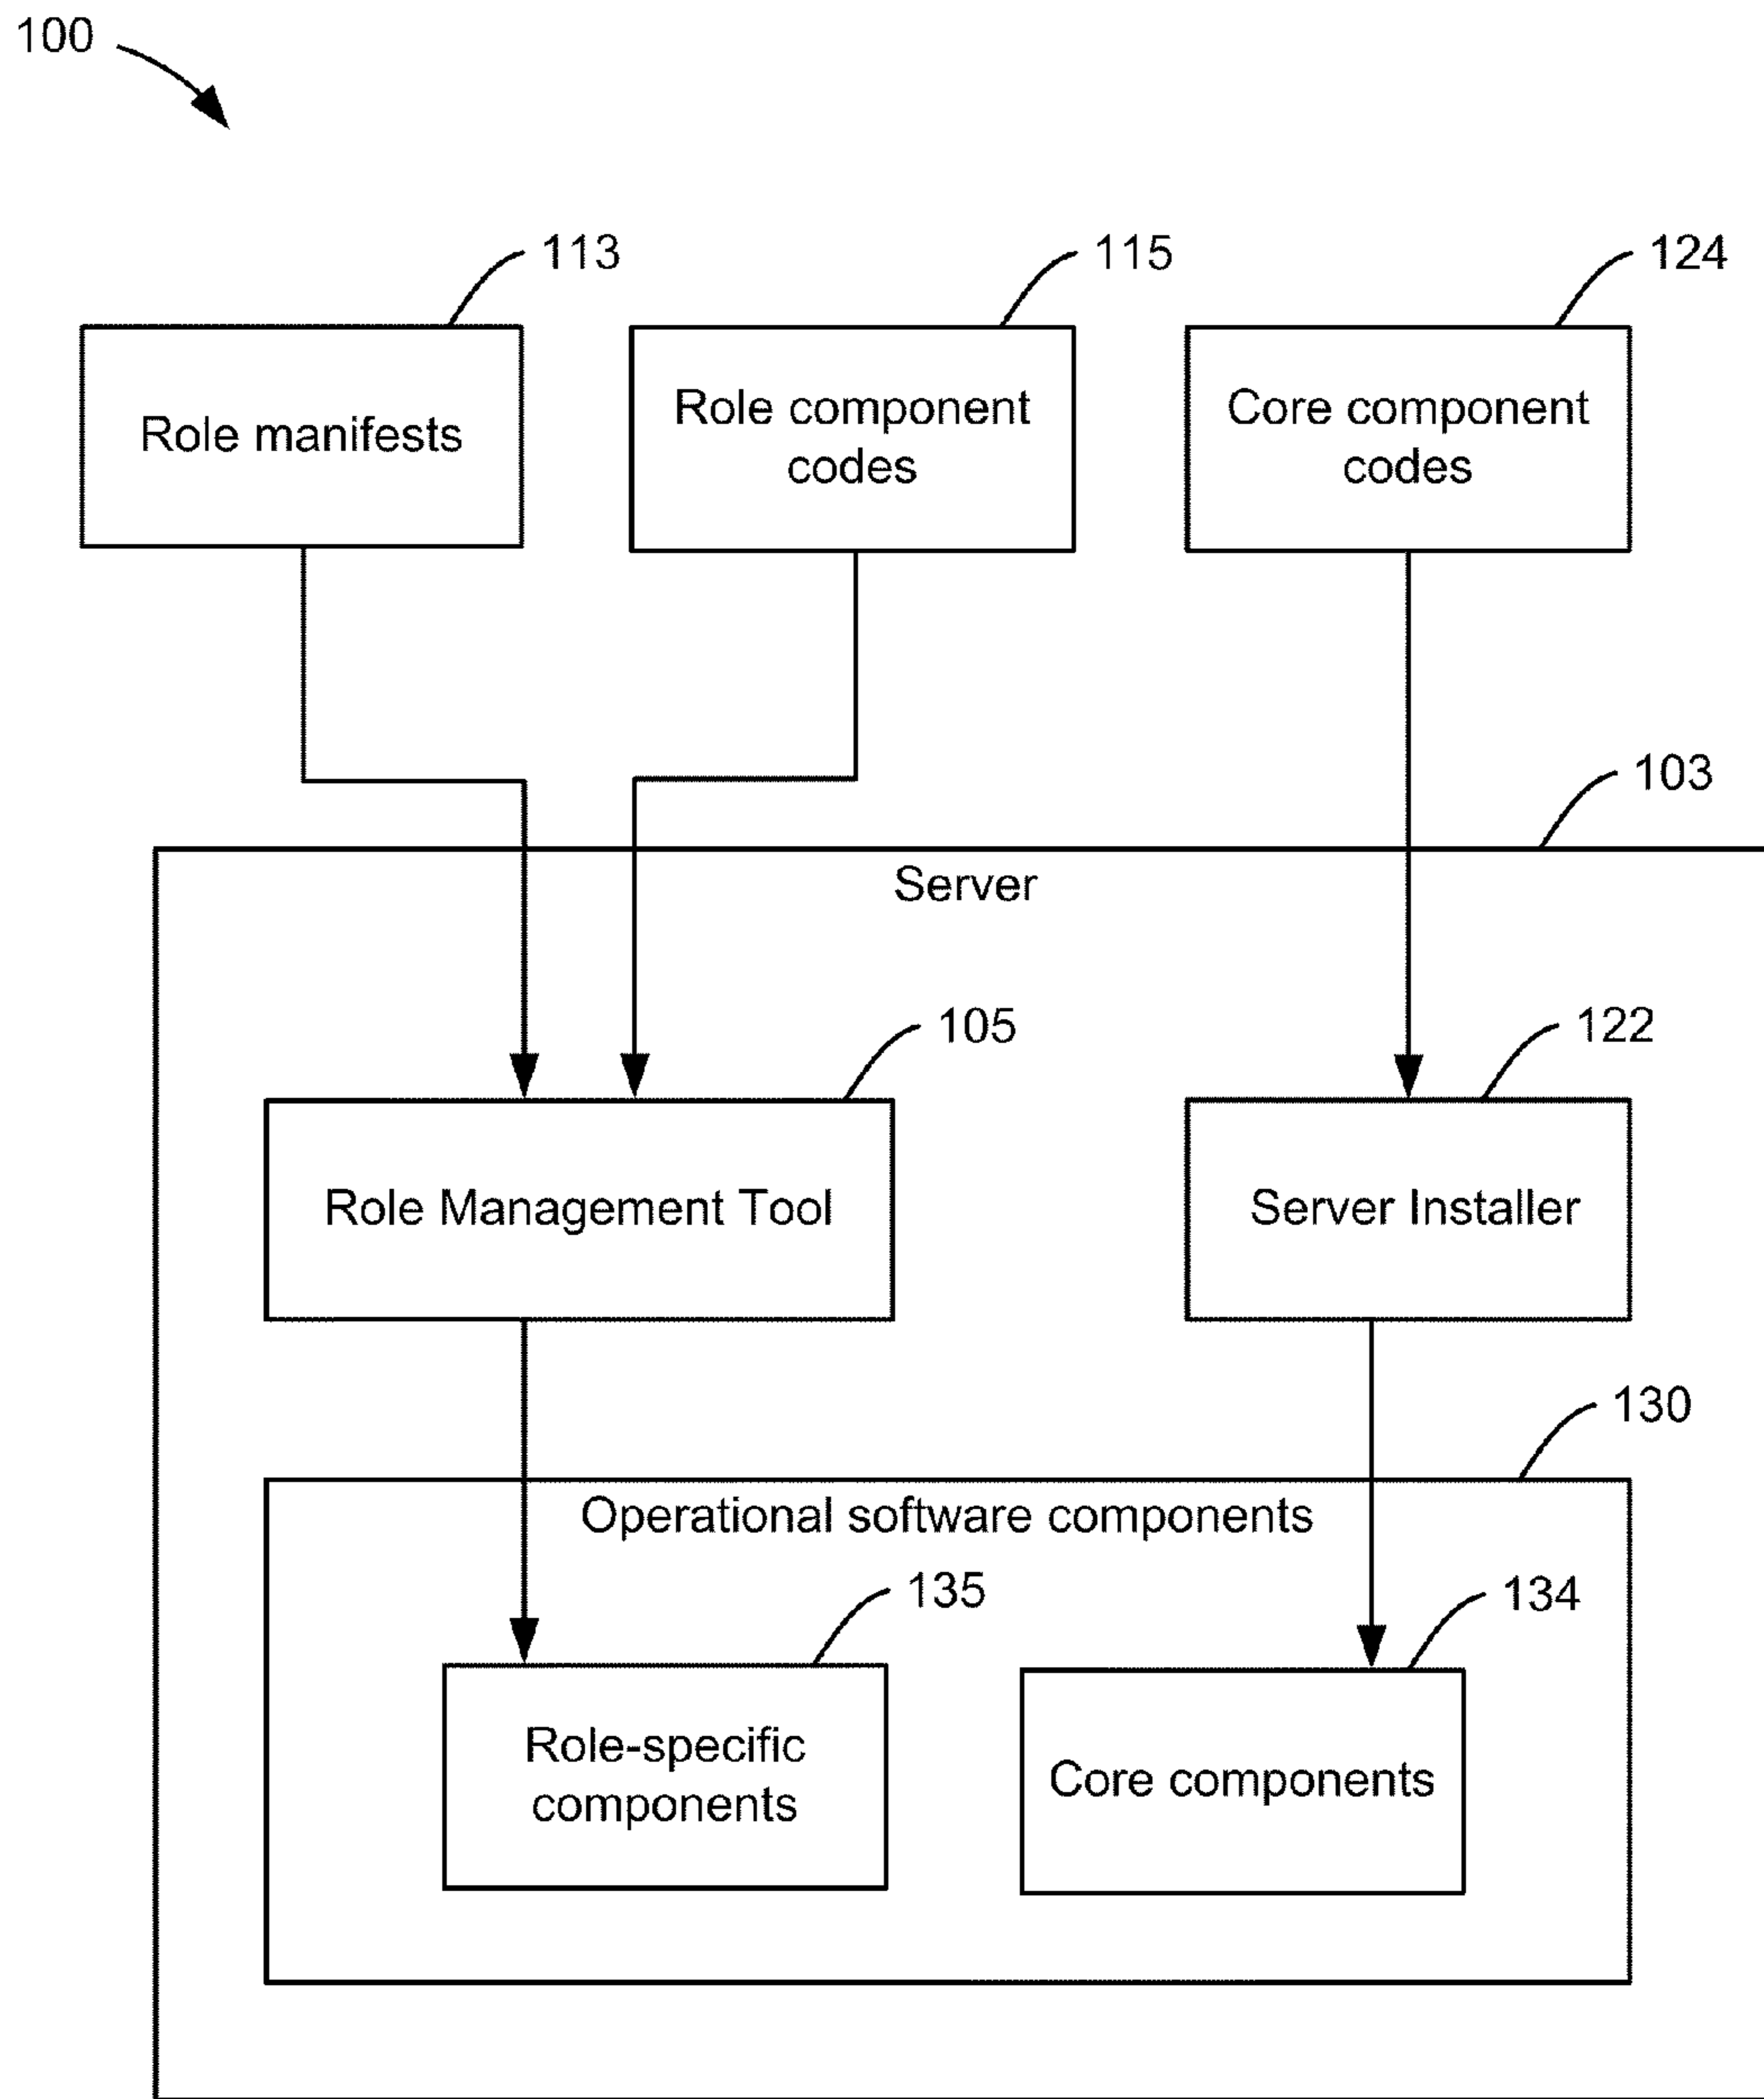 100
113
115
124
Role manifests
Role component
codes
Core component
codes
103
Server
105
122
Role Management Tool
Server Installer
130
Operational software components
135
134
Role-specific
components
Core components